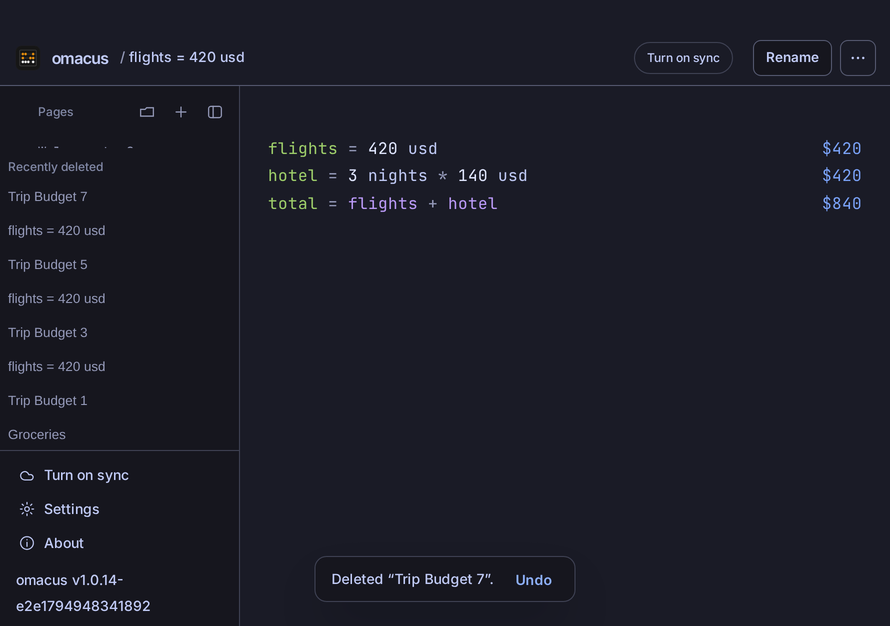 omacus / flights = 420 usd
Turn on sync
Rename
Pages
Recently deleted
Trip Budget 7
flights = 420 usd
Trip Budget 5
flights = 420 usd
Trip Budget 3
flights = 420 usd
Trip Budget 1
Groceries
Turn on sync
Settings
About
omacus v1.0.14-
e2e1794948341892
flights = 420 usd $420
hotel = 3 nights * 140 usd $420
total = flights + hotel $840
Deleted “Trip Budget 7”. Undo